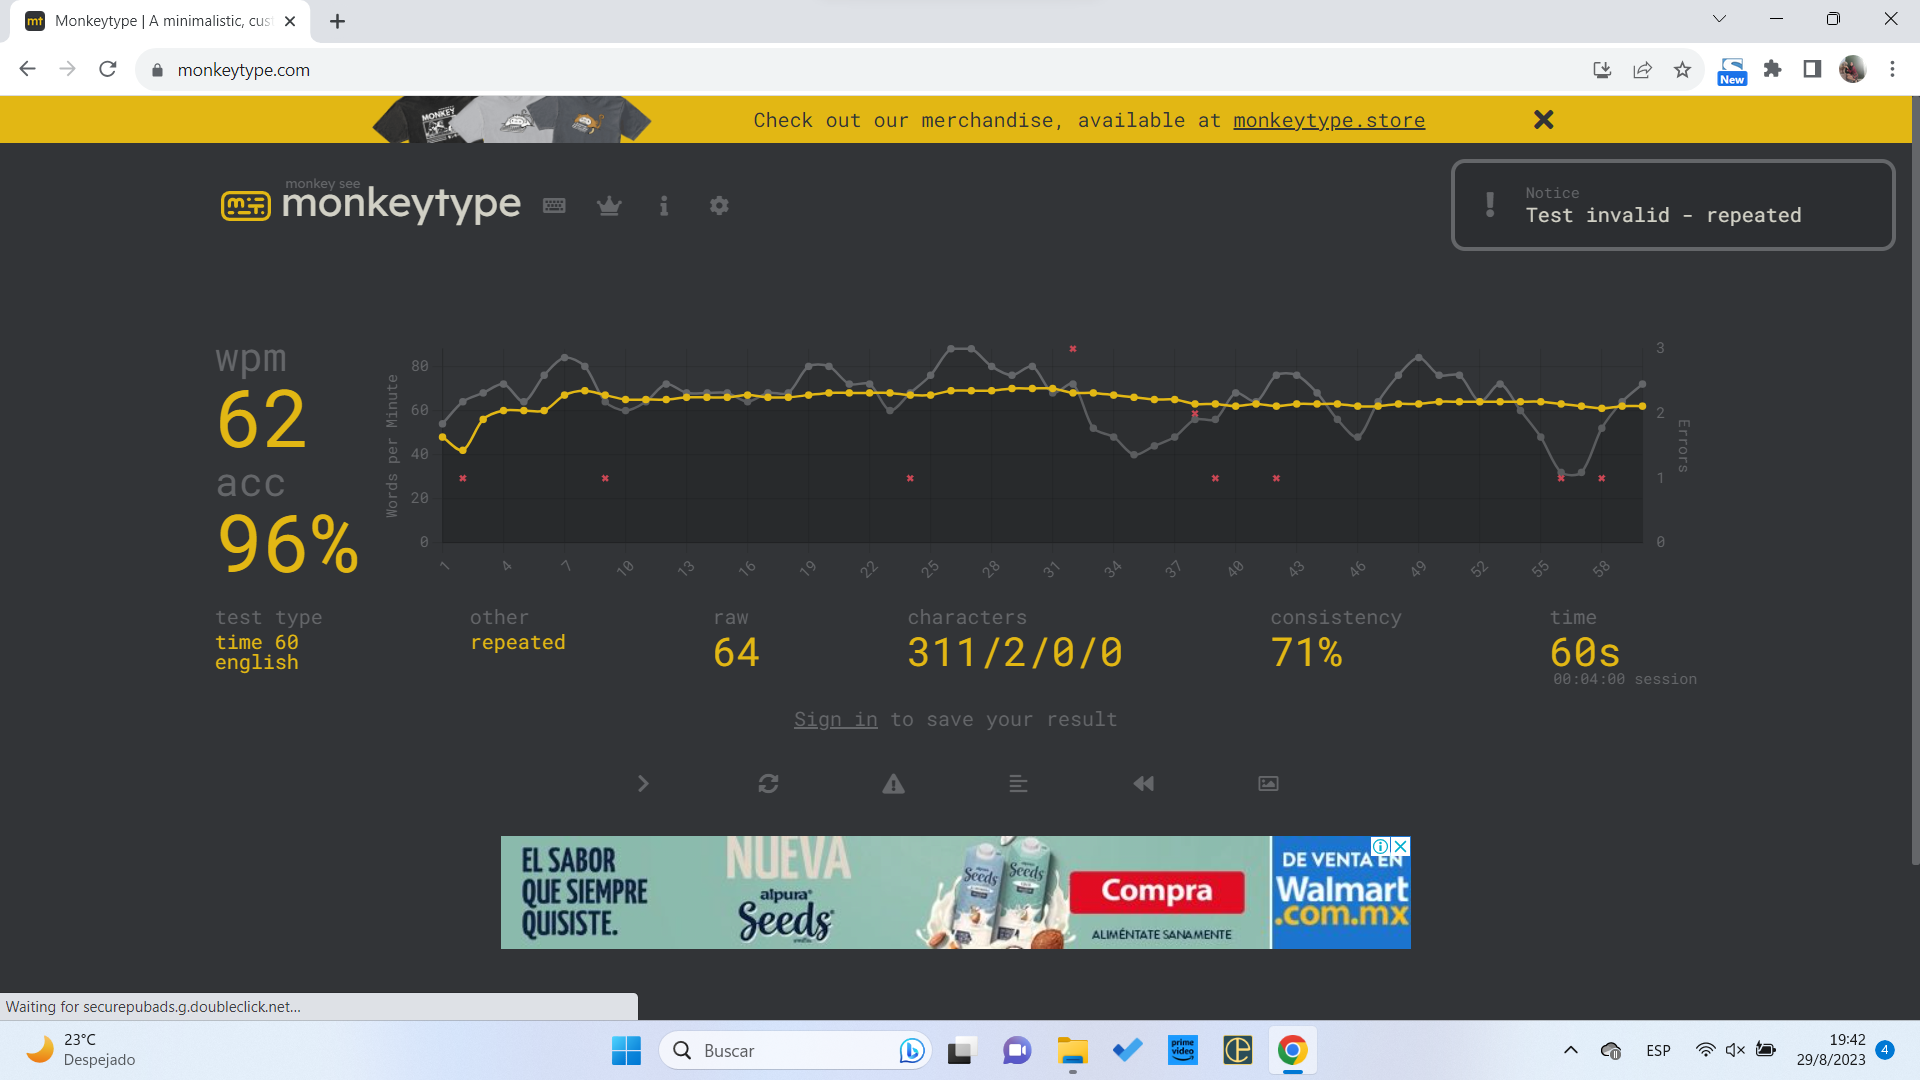 mt Monkeytype | A minimalistic, cus
monkeytype.com
New
MONKEY
Check out our merchandise, available at monkeytype.store
monkey see
monkeytype
Notice
Test invalid - repeated
wpm
62
acc
96%
Words per Minute
80
60
40
20
0
3
2
1
0
Errors
1 4 7 10 13 16 19 22 25 28 31 34 37 40 43 46 49 52 55 58
test type
time 60
english
other
repeated
raw
64
characters
311/2/0/0
consistency
71%
time
60s
00:04:00 session
Sign in to save your result
EL SABOR
QUE SIEMPRE
QUISISTE.
NUEVA
alpura
Seeds
Seeds
Seeds
Compra
ALIMÉNTATE SANAMENTE
DE VENTA EN
Walmart
.com.mx
Waiting for securepubads.g.doubleclick.net...
23°C
Despejado
Buscar
prime
video
ESP
19:42
29/8/2023
4